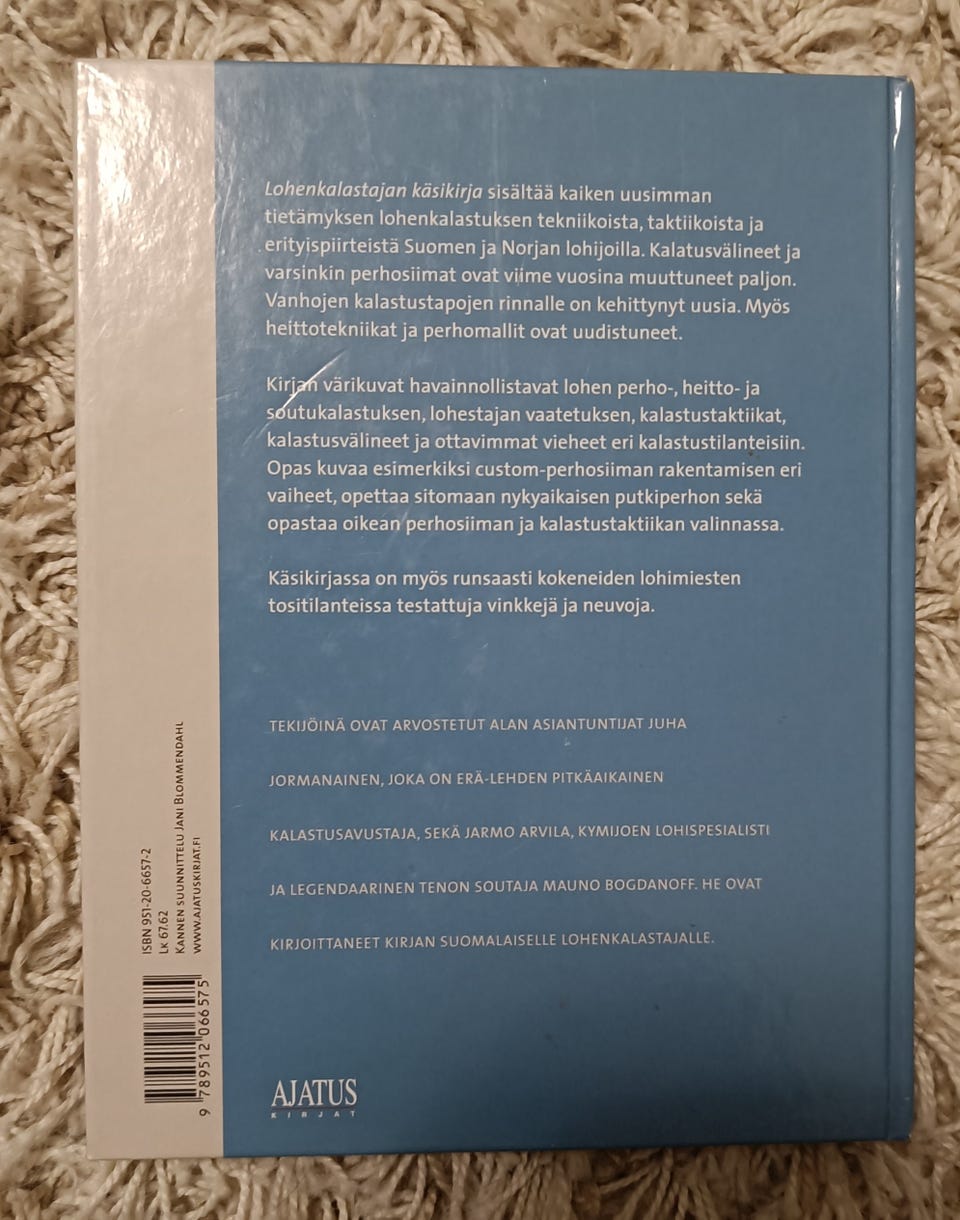 Lohenkalastajan käsikirja sisältää kaiken uusimman
tietämyksen lohenkalastuksen tekniikoista, taktiikoista ja
erityispiirteistä Suomen ja Norjan lohijoilla. Kalatusvälineet ja
varsinkin perhosiimat ovat viime vuosina muuttuneet paljon.
Vanhojen kalastustapojen rinnalle on kehittynyt uusia. Myös
heittotekniikat ja perhomallit ovat uudistuneet.
Kirjan värikuvat havainnollistavat lohen perho-, heitto- ja
soutukalastuksen, lohestajan vaatetuksen, kalastustaktiikat,
kalastusvälineet ja ottavimmat vieheet eri kalastustilanteisiin.
Opas kuvaa esimerkiksi custom-perhosiiman rakentamisen eri
vaiheet, opettaa sitomaan nykyaikaisen putkiperhon sekä
opastaa oikean perhosiiman ja kalastustaktiikan valinnassa.
Käsikirjassa on myös runsaasti kokeneiden lohimiesten
tositilanteissa testattuja vinkkejä ja neuvoja.
TEKIJÖINÄ OVAT ARVOSTETUT ALAN ASIANTUNTIJAT JUHA
JORMANAINEN, JOKA ON ERÄ-LEHDEN PITKÄAIKAINEN
KALASTUSAVUSTAJA, SEKÄ JARMO ARVILA, KYMIJOEN LOHISPESIALISTI
JA LEGENDAARINEN TENON SOUTAJA MAUNO BOGDANOFF. HE OVAT
KIRJOITTANEET KIRJAN SUOMALAISELLE LOHENKALASTAJALLE.
AJATUS
KIRJAT
ISBN 951-20-6657-2
LK 67.62
KANNEN SUUNNITTELU JANI BLOMMENDAHL
WWW.AJATUSKIRJAT.FI
9 789512 066575